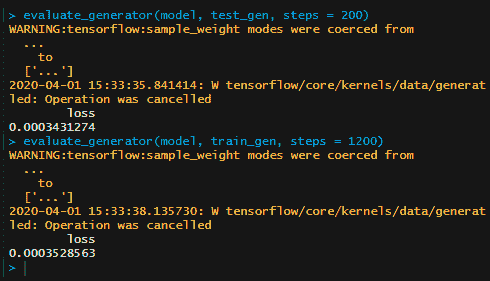 > evaluate_generator(model, test_gen, steps = 200)
WARNING:tensorflow:sample_weight modes were coerced from
...
to
['...']
2020-04-01 15:33:35.841414: W tensorflow/core/kernels/data/generat
led: Operation was cancelled
loss
0.0003431274
> evaluate_generator(model, train_gen, steps = 1200)
WARNING:tensorflow:sample_weight modes were coerced from
...
to
['...']
2020-04-01 15:33:38.135730: W tensorflow/core/kernels/data/generat
led: Operation was cancelled
loss
0.0003528563
>